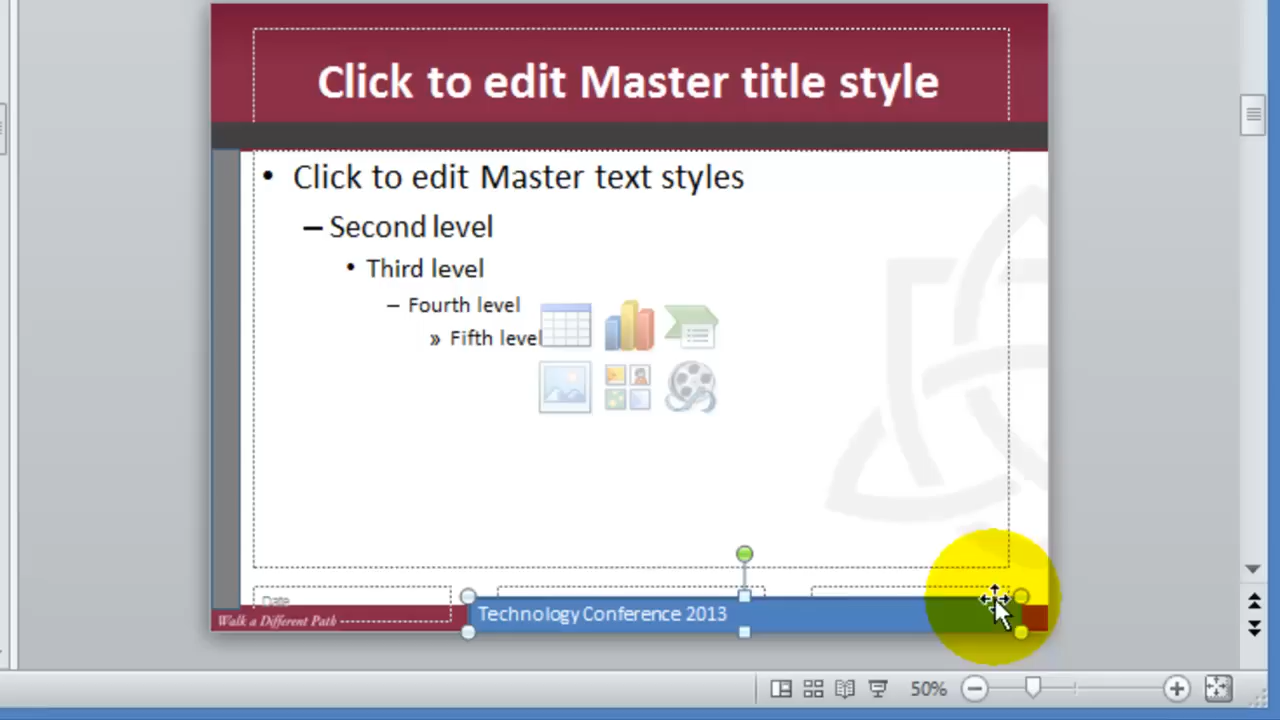 Click to edit Master title style
• Click to edit Master text styles
– Second level
• Third level
– Fourth level
» Fifth level
Date
Walk a Different Path
Technology Conference 2013
50%